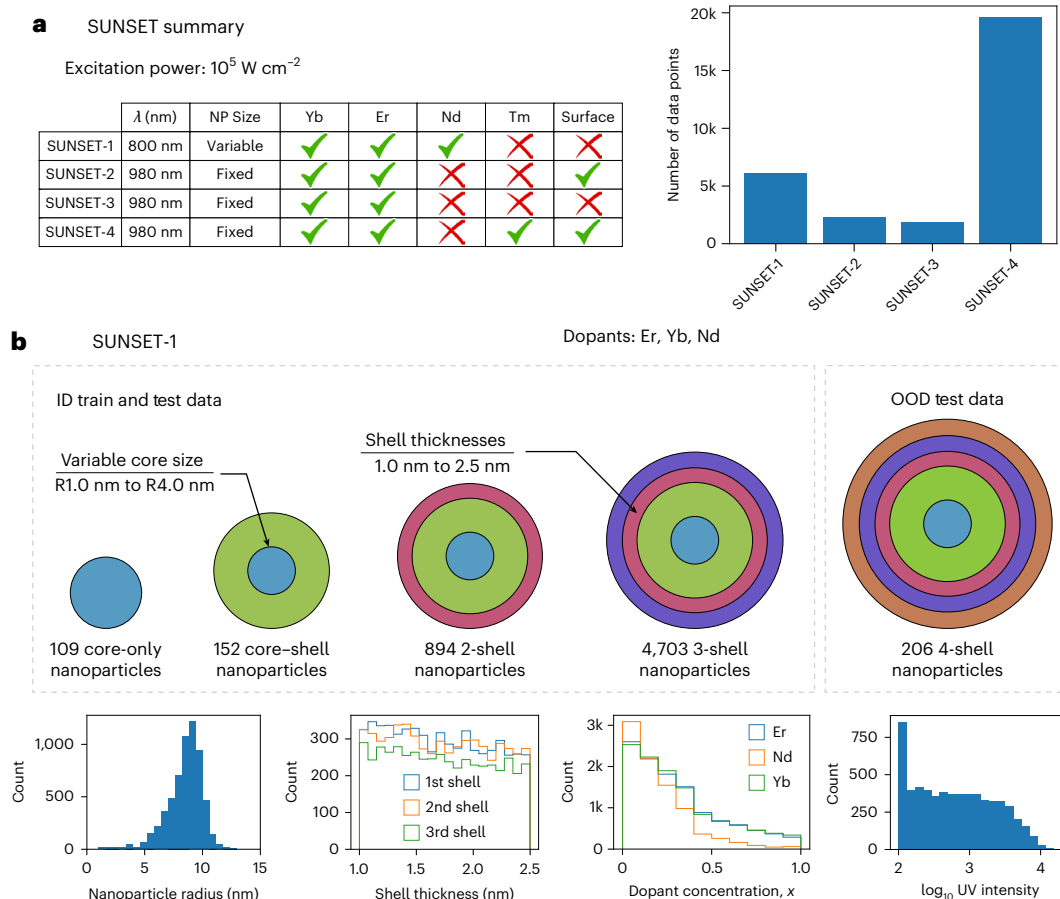 a SUNSET summary
Excitation power: 10⁵ W cm⁻²
λ (nm) NP Size Yb Er Nd Tm Surface
SUNSET-1 800 nm Variable ✓ ✓ ✓ ✗ ✗
SUNSET-2 980 nm Fixed ✓ ✓ ✗ ✗ ✓
SUNSET-3 980 nm Fixed ✓ ✓ ✗ ✗ ✗
SUNSET-4 980 nm Fixed ✓ ✓ ✗ ✓ ✓
Number of data points
20k
15k
10k
5k
0
SUNSET-1 SUNSET-2 SUNSET-3 SUNSET-4
b SUNSET-1
Dopants: Er, Yb, Nd
ID train and test data
Variable core size
R1.0 nm to R4.0 nm
Shell thicknesses
1.0 nm to 2.5 nm
109 core-only
nanoparticles
152 core–shell
nanoparticles
894 2-shell
nanoparticles
4,703 3-shell
nanoparticles
OOD test data
206 4-shell
nanoparticles
Count
1,000
500
0
0 5 10 15
Nanoparticle radius (nm)
Count
300
200
100
0
1st shell
2nd shell
3rd shell
1.0 1.5 2.0 2.5
Shell thickness (nm)
Count
3k
2k
1k
0
Er
Nd
Yb
0 0.5 1.0
Dopant concentration, x
Count
750
500
250
0
2 3 4
log₁₀ UV intensity